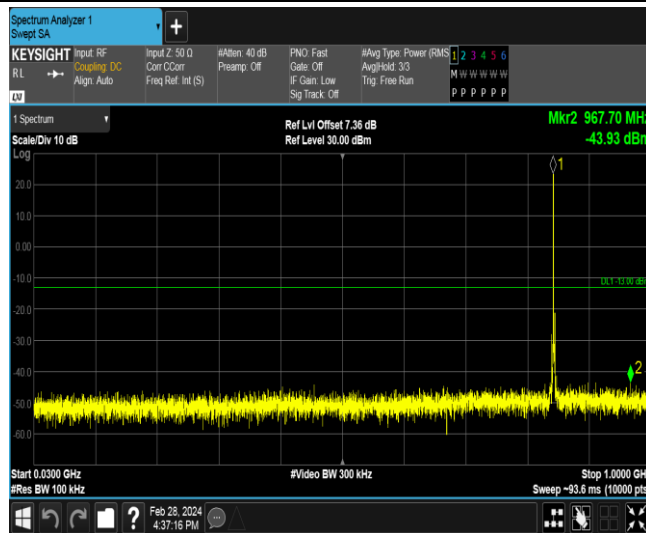 Spectrum Analyzer 1
Swept SA
KEYSIGHT Input: RF Input Z: 50 Ω #Atten: 40 dB PNO: Fast #Avg Type: Power (RMS 1 2 3 4 5 6
RL Coupling: DC Corr CCorr Preamp: Off Gate: Off Avg|Hold: 3/3 M W W W W W
Align: Auto Freq Ref: Int (S) IF Gain: Low Trig: Free Run
Sig Track: Off P P P P P P
1 Spectrum Ref Lvl Offset 7.36 dB Mkr2 967.70 MHz
Scale/Div 10 dB Ref Level 30.00 dBm -43.93 dBm
Log
1
20.0
10.0
0.00
-10.0
DL1 -13.00 dBm
-20.0
-30.0
-40.0
2
-50.0
-60.0
Start 0.0300 GHz #Video BW 300 kHz Stop 1.0000 GH
#Res BW 100 kHz Sweep ~93.6 ms (10000 pts
? Feb 28, 2024
4:37:16 PM